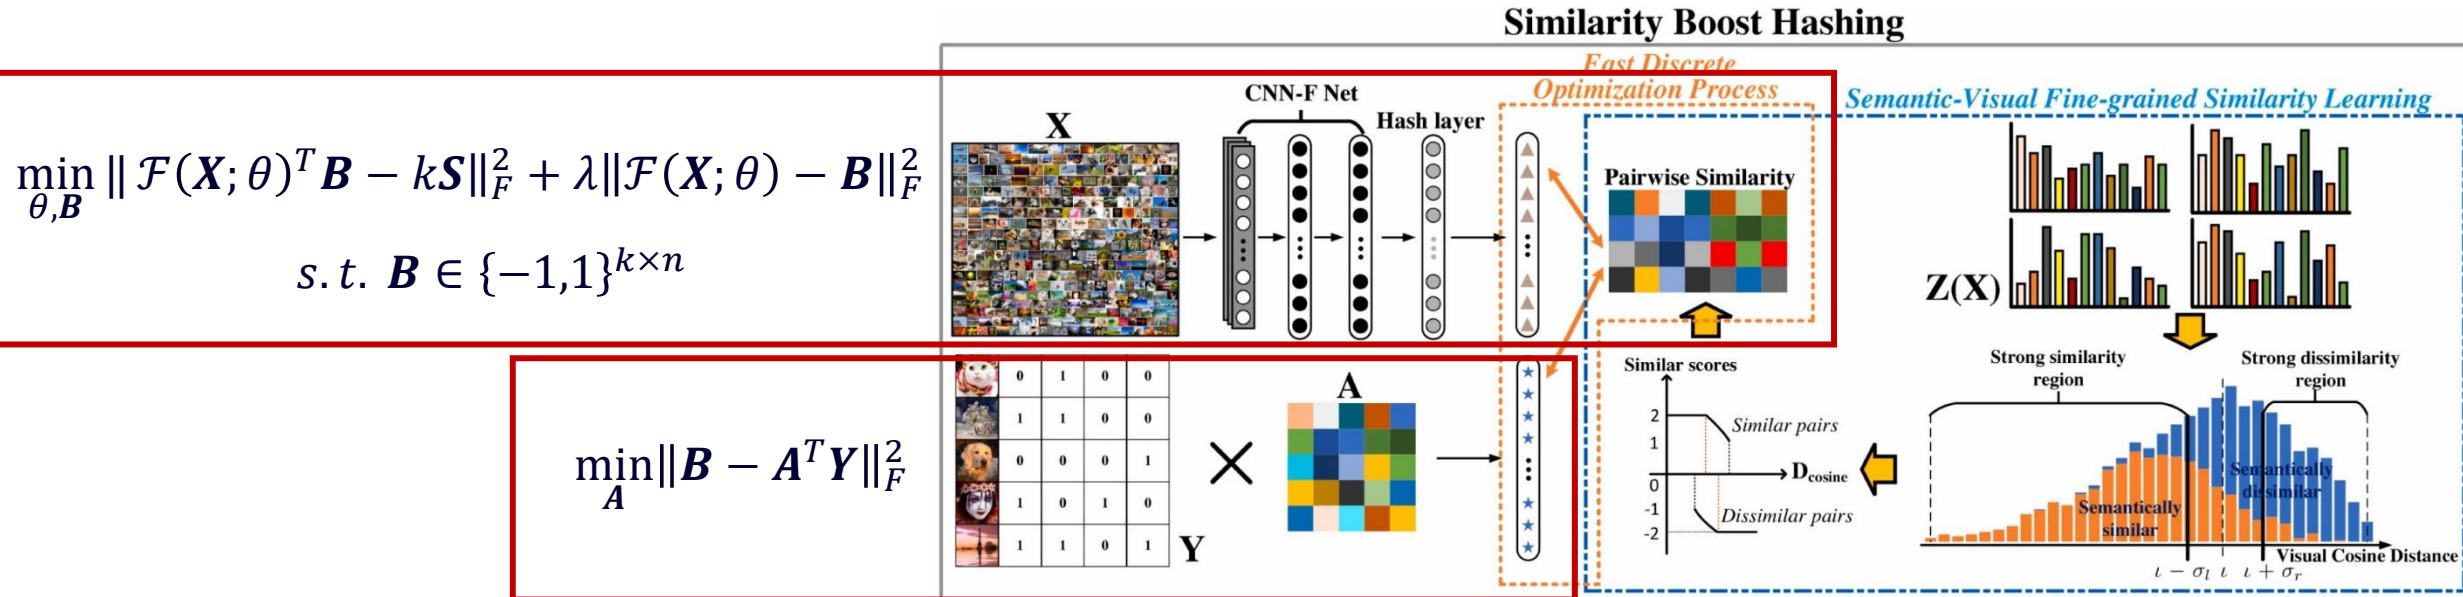 Similarity Boost Hashing
Fast Discrete
Optimization Process
Semantic-Visual Fine-grained Similarity Learning
CNN-F Net
Hash layer
X
Pairwise Similarity
Z(X)
min ‖ ℱ(X; θ)^T B − kS‖_F^2 + λ‖ℱ(X; θ) − B‖_F^2
θ,B
s.t. B ∈ {−1,1}^{k×n}
min‖B − A^T Y‖_F^2
A
0 1 0 0
1 1 0 0
0 0 0 1
1 0 1 0
1 1 0 1
Y
A
Similar scores
2
1
0
-1
-2
Similar pairs
D_cosine
Dissimilar pairs
Strong similarity
region
Strong dissimilarity
region
Semantically
dissimilar
Semantically
similar
Visual Cosine Distance
ι − σ_l ι ι + σ_r